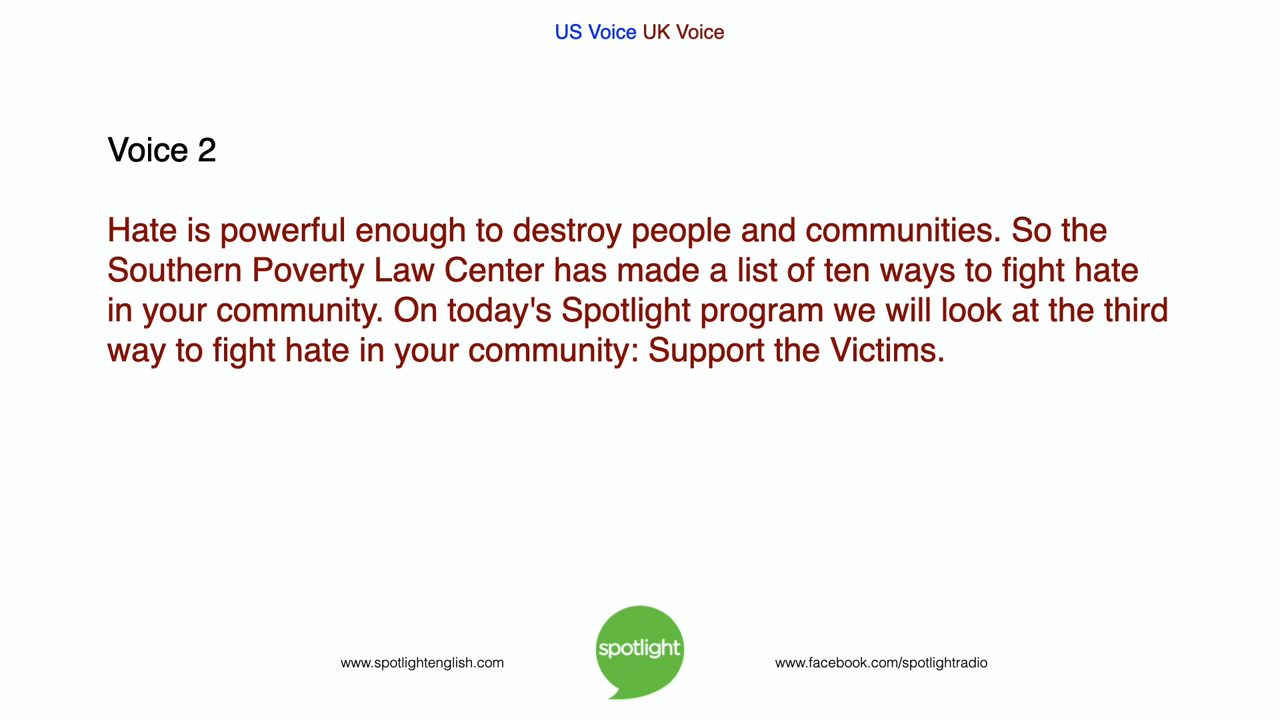 US Voice UK Voice
Voice 2
Hate is powerful enough to destroy people and communities. So the
Southern Poverty Law Center has made a list of ten ways to fight hate
in your community. On today's Spotlight program we will look at the third
way to fight hate in your community: Support the Victims.
spotlight
www.spotlightenglish.com
www.facebook.com/spotlightradio